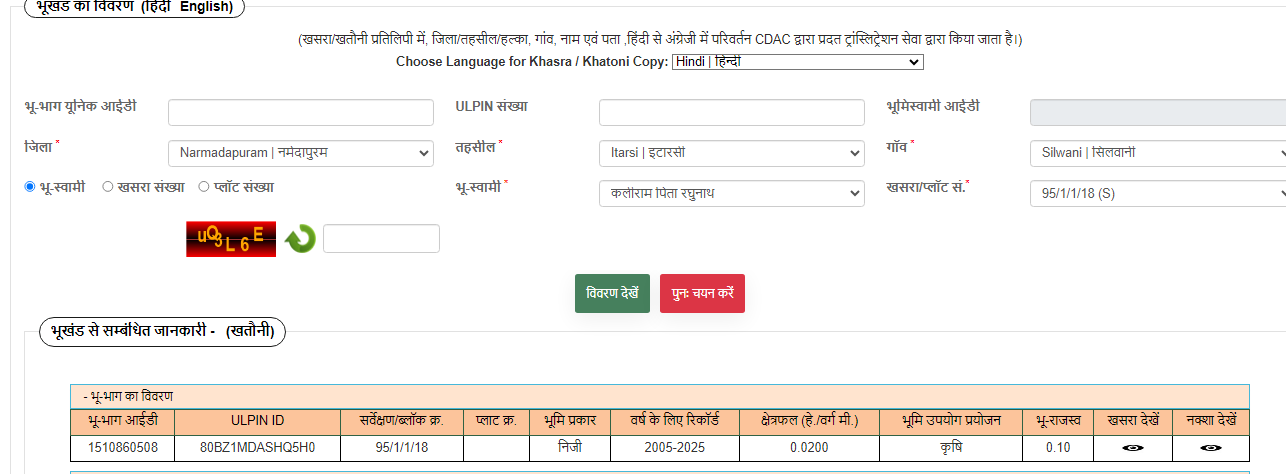 भूखंड का विवरण (हिंदी English)
(खसरा/खतौनी प्रतिलिपी में, जिला/तहसील/हल्का, गांव, नाम एवं पता ,हिंदी से अंग्रेजी में परिवर्तन CDAC द्वारा प्रदत ट्रांस्लिट्रेशन सेवा द्वारा किया जाता है।)
Choose Language for Khasra / Khatoni Copy: Hindi | हिन्दी
भू-भाग यूनिक आईडी ULPIN संख्या भूमिस्वामी आईडी
जिला * Narmadapuram | नर्मदापुरम तहसील * Itarsi | इटारसी गाँव * Silwani | सिलवानी
भू-स्वामी खसरा संख्या प्लॉट संख्या भू-स्वामी * कलीराम पिता रघुनाथ खसरा/प्लॉट सं.* 95/1/1/18 (S)
uQ3L6E
विवरण देखें पुनः चयन करें
भूखंड से सम्बंधित जानकारी - (खतौनी)
- भू-भाग का विवरण
भू-भाग आईडी ULPIN ID सर्वेक्षण/ब्लॉक क्र. प्लाट क्र. भूमि प्रकार वर्ष के लिए रिकॉर्ड क्षेत्रफल (हे./वर्ग मी.) भूमि उपयोग प्रयोजन भू-राजस्व खसरा देखें नक्शा देखें
1510860508 80BZ1MDASHQ5H0 95/1/1/18 निजी 2005-2025 0.0200 कृषि 0.10